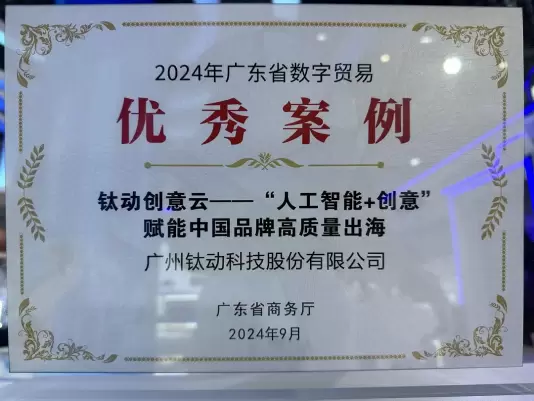 2024年广东省数字贸易
优秀案例
钛动创意云——“人工智能+创意”
赋能中国品牌高质量出海
广州钛动科技股份有限公司
广东省商务厅
2024年9月